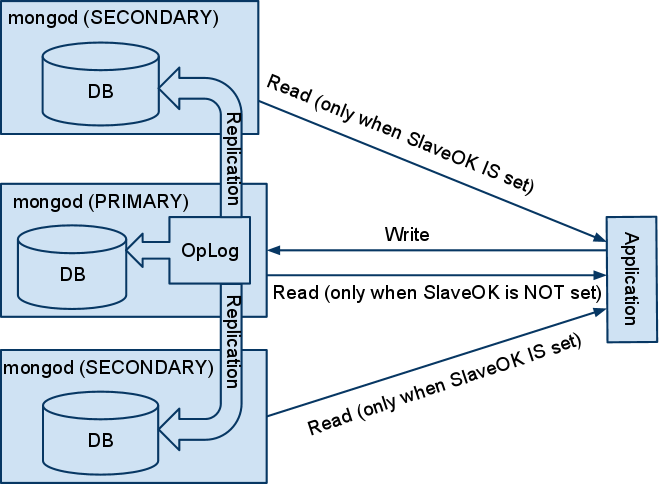 mongod (SECONDARY)
DB
Read (only when SlaveOK IS set)
Replication
mongod (PRIMARY)
OpLog
DB
Write
Read (only when SlaveOK is NOT set)
Application
Replication
mongod (SECONDARY)
DB
Read (only when SlaveOK IS set)